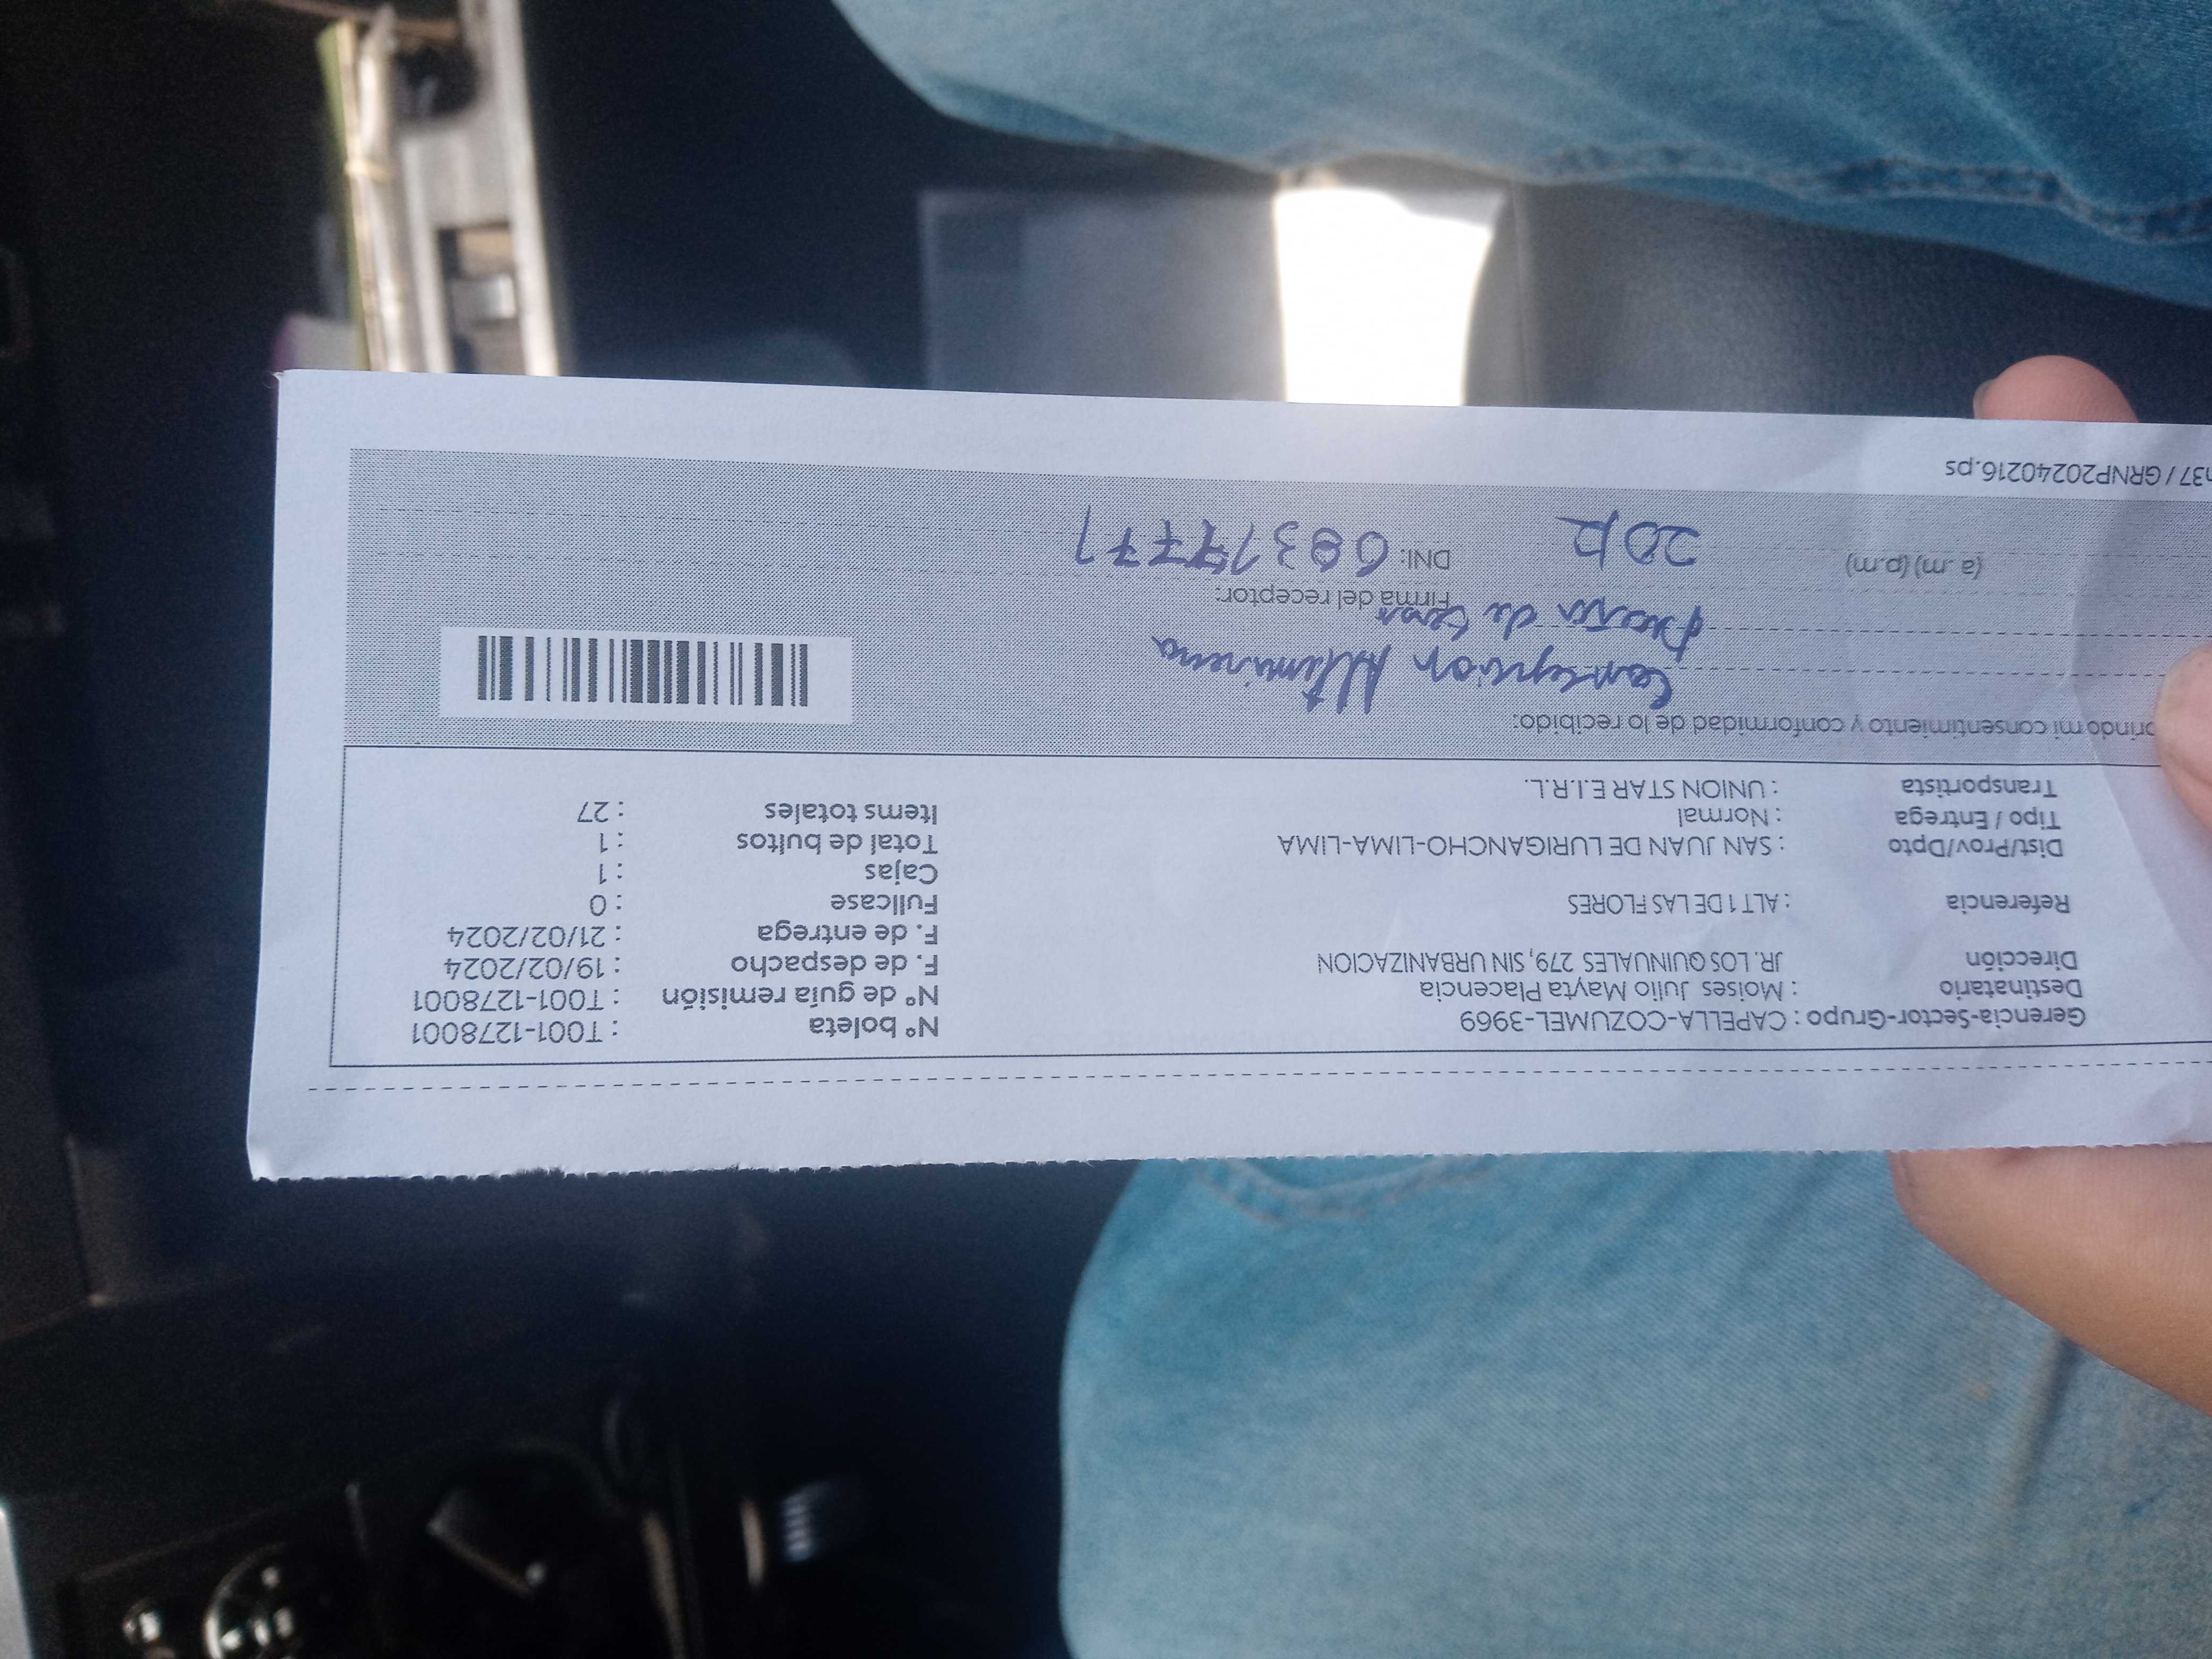 Gerencia-Sector-Grupo : CAPELLA-COZUMEL-3969
Destinatario : Moises Julio Mayta Placencia
Dirección JR. LOS QUINUALES 279, SIN URBANIZACION
Referencia : ALT 1 DE LAS FLORES
Dist/Prov/Dpto : SAN JUAN DE LURIGANCHO-LIMA-LIMA
Tipo / Entrega : Normal
Transportista : UNION STAR E.I.R.L.
N° boleta : T001-1278001
N° de guía remisión : T001-1278001
F. de despacho : 19/02/2024
F. de entrega : 21/02/2024
Fullcase : 0
Cajas : 1
Total de bultos : 1
Items totales : 27
brindo mi consentimiento y conformidad de lo recibido:
Altamirano
de
Firma del receptor:
(a .m) (p.m)
DNI:
37 / GRNP20240216.ps